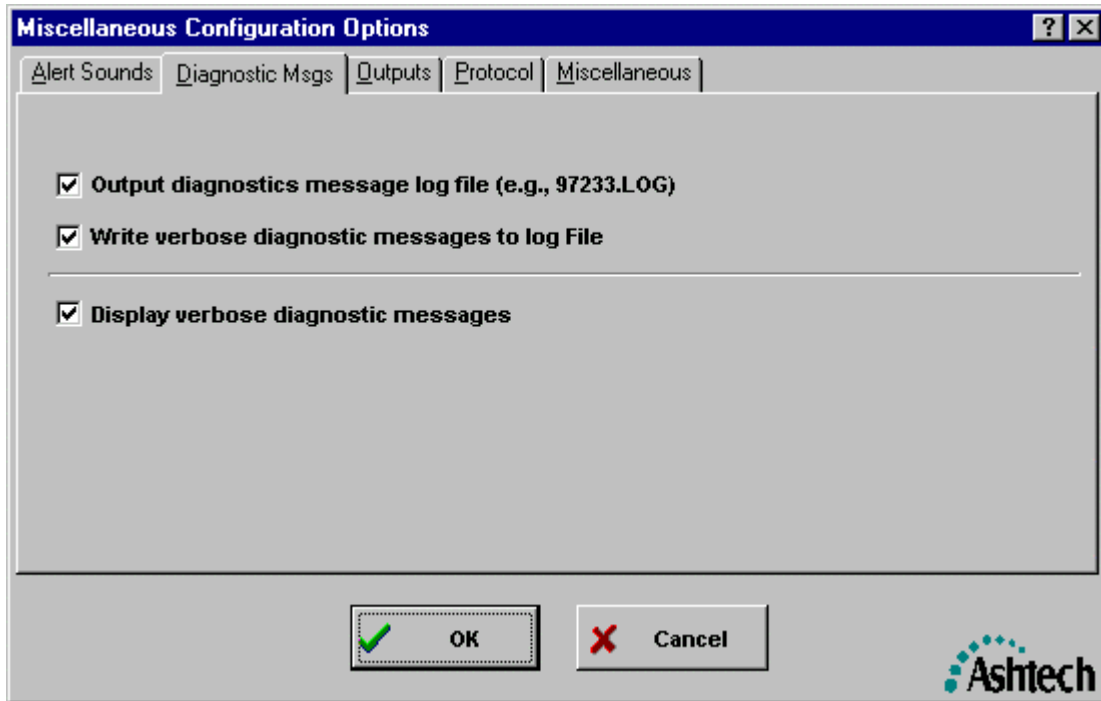 Miscellaneous Configuration Options
Alert Sounds Diagnostic Msgs Outputs Protocol Miscellaneous
Output diagnostics message log file (e.g., 97233.LOG)
Write verbose diagnostic messages to log File
Display verbose diagnostic messages
OK Cancel
Ashtech